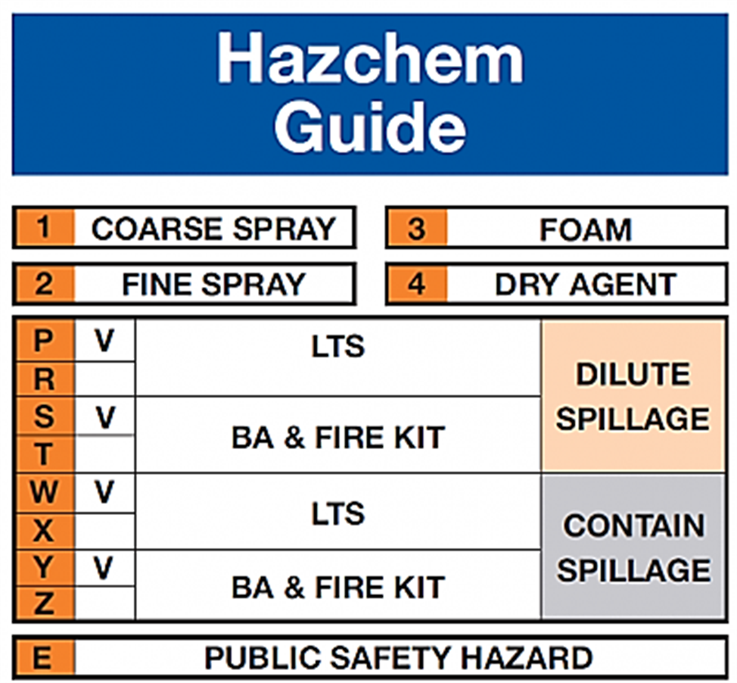 Hazchem
Guide
1 COARSE SPRAY 3 FOAM
2 FINE SPRAY 4 DRY AGENT
P V LTS
R
DILUTE
SPILLAGE
S V
BA & FIRE KIT
T
W V LTS
X
CONTAIN
SPILLAGE
Y V
BA & FIRE KIT
Z
E PUBLIC SAFETY HAZARD